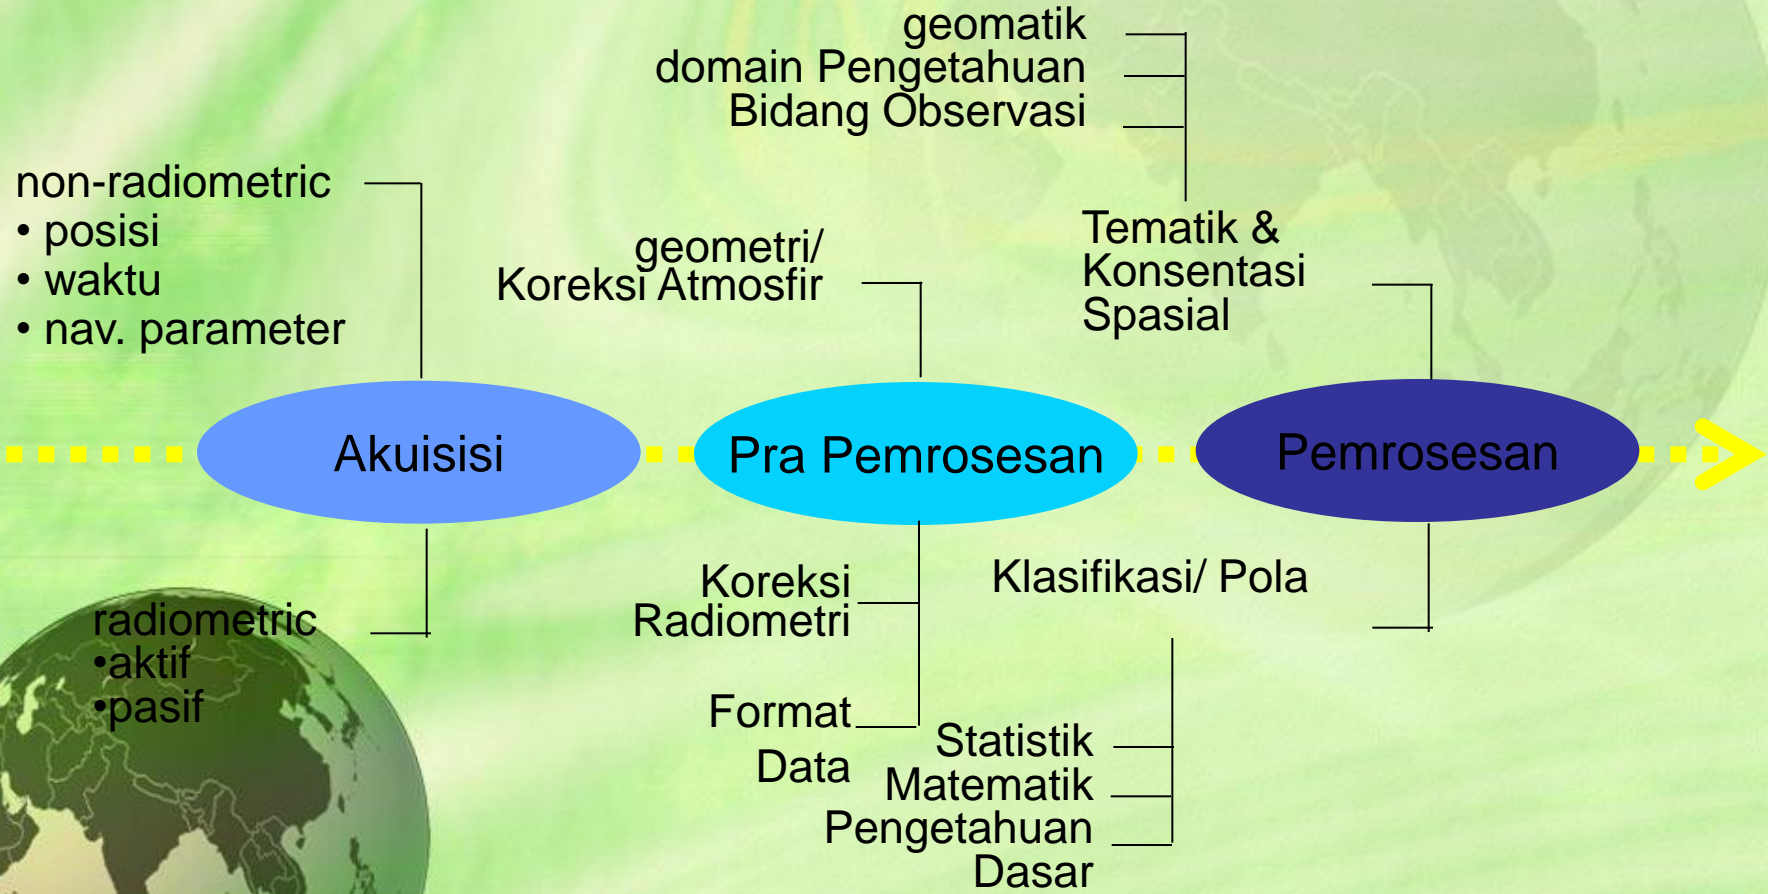 geomatik
domain Pengetahuan
Bidang Observasi
non-radiometric
• posisi
• waktu
• nav. parameter
geometri/
Koreksi Atmosfir
Tematik &
Konsentasi
Spasial
Akuisisi
Pra Pemrosesan
Pemrosesan
radiometric
•aktif
•pasif
Koreksi
Radiometri
Format
Data
Klasifikasi/ Pola
Statistik
Matematik
Pengetahuan
Dasar